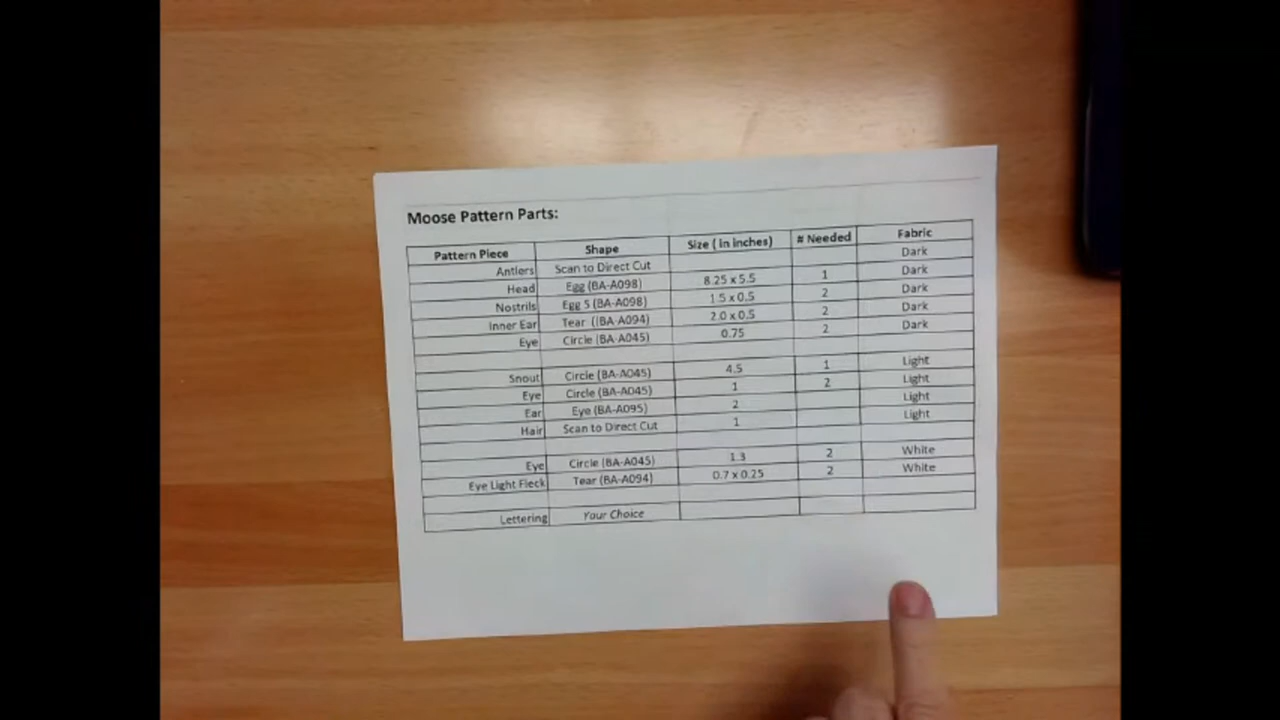 Moose Pattern Parts:
Pattern Piece Shape Size ( in inches) # Needed Fabric
Antlers Scan to Direct Cut Dark
Head Egg (BA-A098) 8.25 x 5.5 1 Dark
Nostrils Egg 5 (BA-A098) 1.5 x 0.5 2 Dark
Inner Ear Tear ((BA-A094) 2.0 x 0.5 2 Dark
Eye Circle (BA-A045) 0.75 2 Dark
Snout Circle (BA-A045) 4.5 1 Light
Eye Circle (BA-A045) 1 2 Light
Ear Eye (BA-A095) 2 Light
Hair Scan to Direct Cut 1 Light
Eye Circle (BA-A045) 1.3 2 White
Eye Light Fleck Tear (BA-A094) 0.7 x 0.25 2 White
Lettering Your Choice